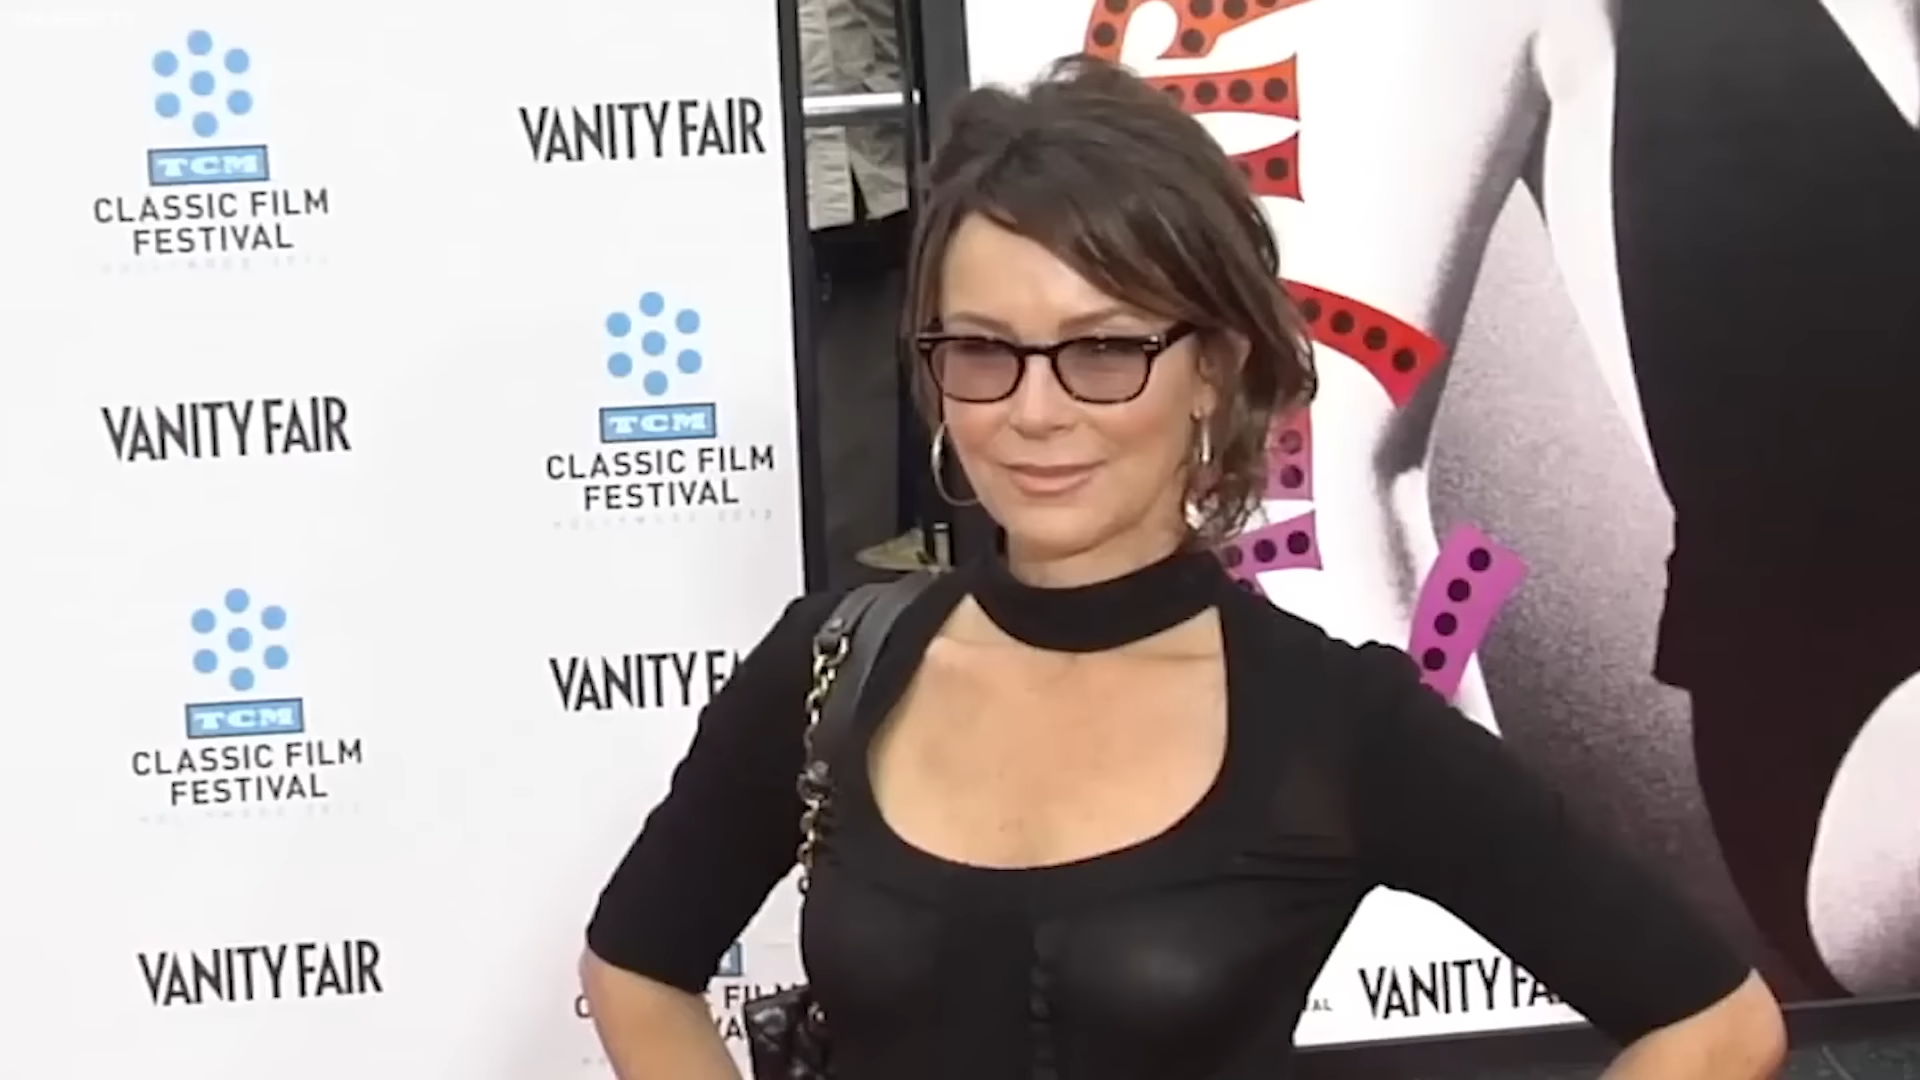 TCM
CLASSIC FILM
FESTIVAL
VANITY FAIR
TCM
CLASSIC FILM
FESTIVAL
VANITY FAIR
TCM
CLASSIC FILM
FESTIVAL
VANITY FA
VANITY FAIR
FILM
VANITY FA